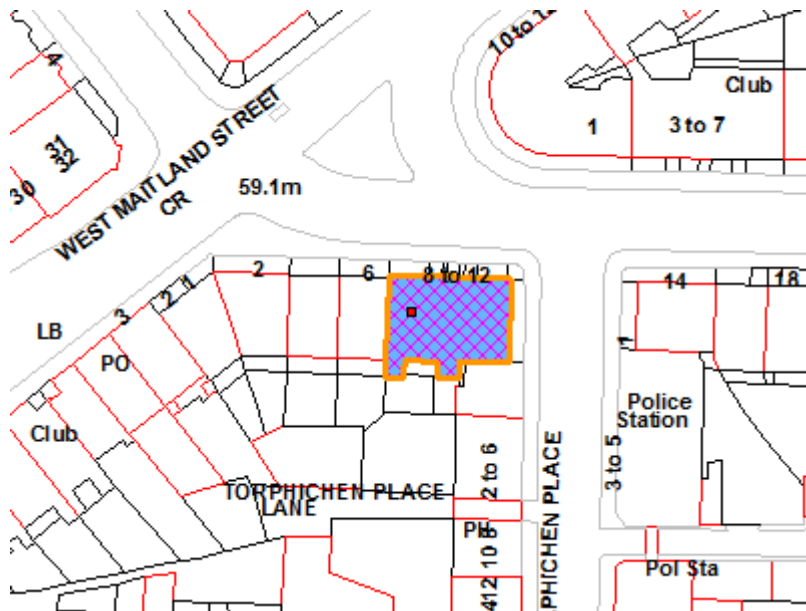 4
10 to 12
Club
1
3 to 7
31
32
30
WEST MAITLAND STREET
CR
59.1m
2
6
8 to 12
14
18
1
2
3
LB
PO
1
Club
Police
Station
3 to 5
2 to 6
TORPHICHEN PLACE
LANE
PH
8
10
412
PHICHEN PLACE
Pol Sta